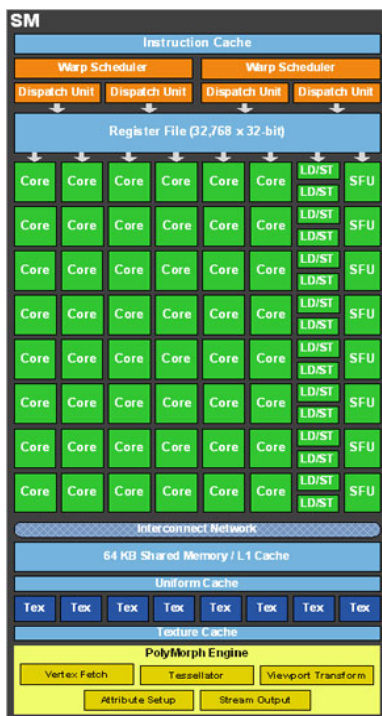 SM
Instruction Cache
Warp Scheduler Warp Scheduler
Dispatch Unit Dispatch Unit Dispatch Unit Dispatch Unit
Register File (32,768 x 32-bit)
Core Core Core Core Core Core LD/ST LD/ST SFU
Core Core Core Core Core Core LD/ST LD/ST SFU
Core Core Core Core Core Core LD/ST LD/ST SFU
Core Core Core Core Core Core LD/ST LD/ST SFU
Core Core Core Core Core Core LD/ST LD/ST SFU
Core Core Core Core Core Core LD/ST LD/ST SFU
Core Core Core Core Core Core LD/ST LD/ST SFU
Core Core Core Core Core Core LD/ST LD/ST SFU
Interconnect Network
64 KB Shared Memory / L1 Cache
Uniform Cache
Tex Tex Tex Tex Tex Tex Tex Tex
Texture Cache
PolyMorph Engine
Vertex Fetch Tessellator Viewport Transform
Attribute Setup Stream Output